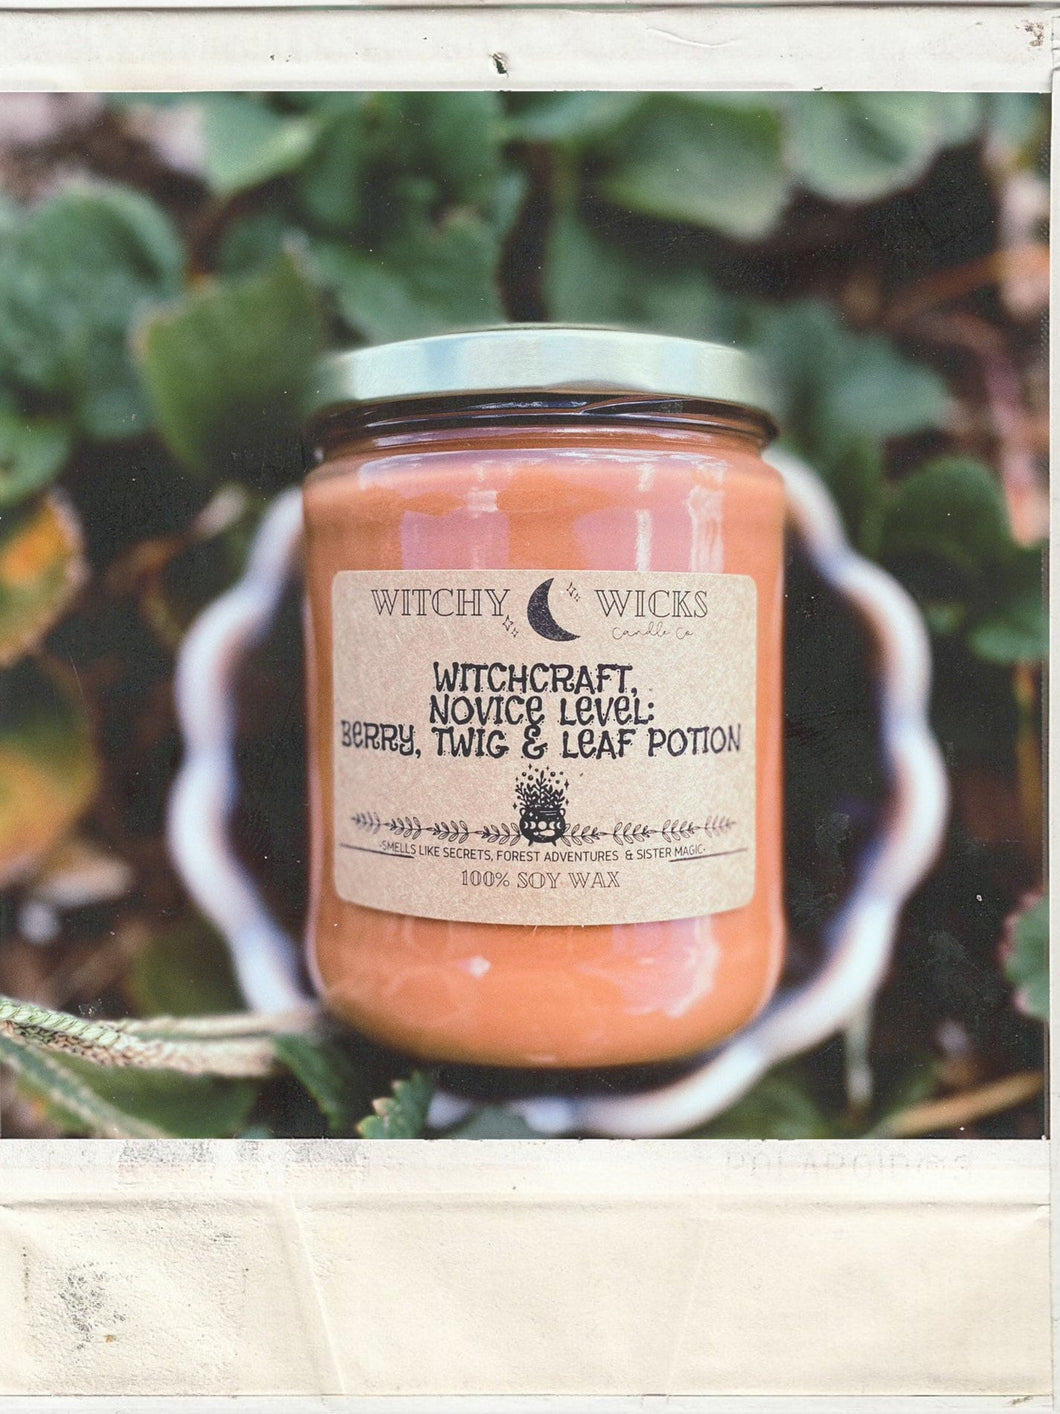 WITCHY WICKS
Candle Co
WITCHCRAFT,
NOVICE LEVEL:
BERRY, TWIG & LEAF POTION
•SMELLS LIKE SECRETS, FOREST ADVENTURES & SISTER MAGIC•
100% SOY WAX